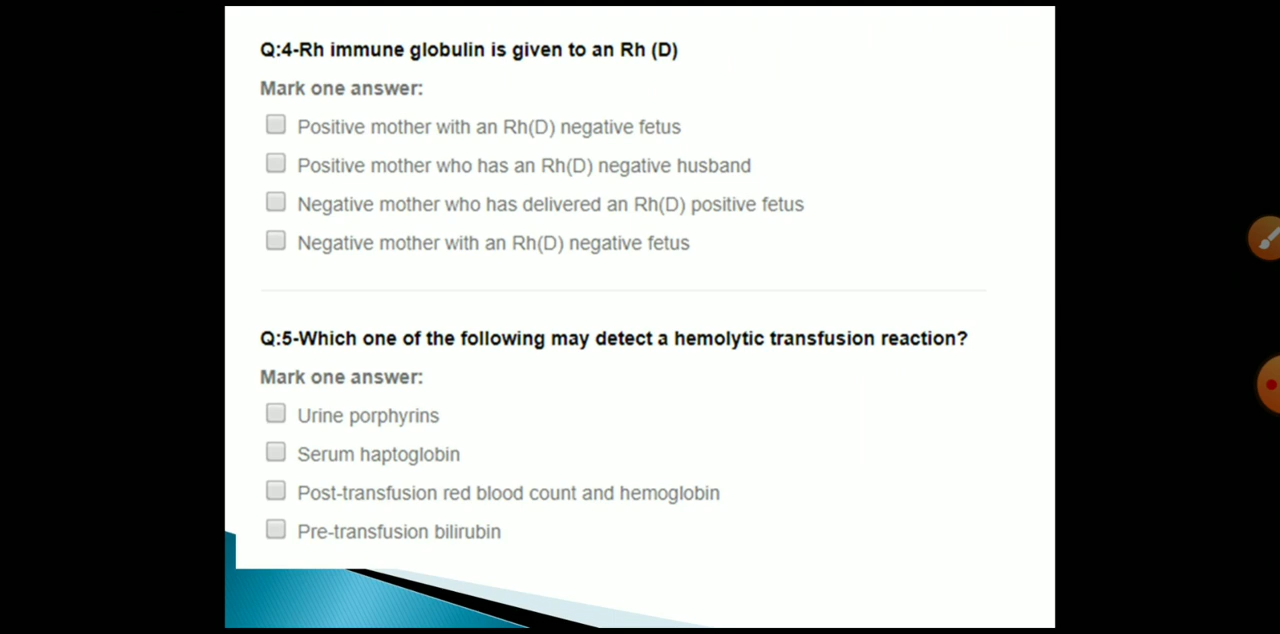 Q:4-Rh immune globulin is given to an Rh (D)
Mark one answer:
Positive mother with an Rh(D) negative fetus
Positive mother who has an Rh(D) negative husband
Negative mother who has delivered an Rh(D) positive fetus
Negative mother with an Rh(D) negative fetus
Q:5-Which one of the following may detect a hemolytic transfusion reaction?
Mark one answer:
Urine porphyrins
Serum haptoglobin
Post-transfusion red blood count and hemoglobin
Pre-transfusion bilirubin